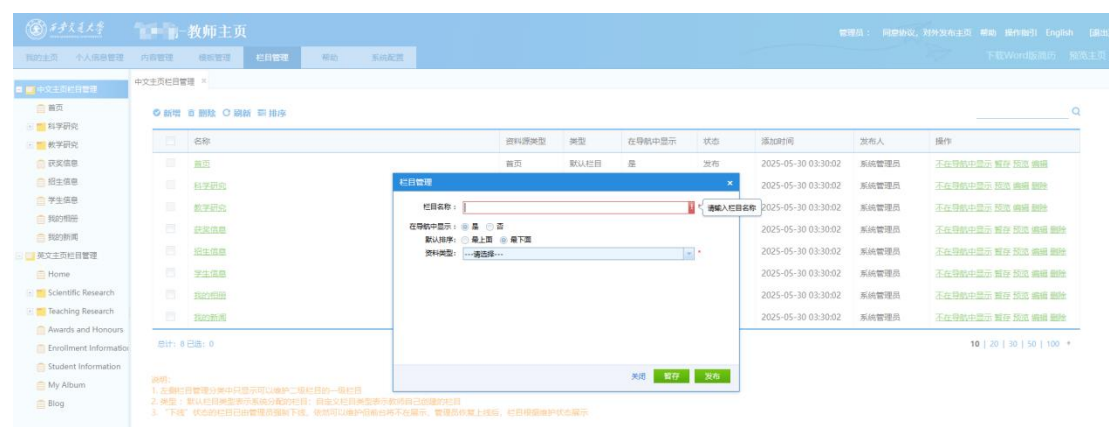 西安交通大学
-教师主页
管理员： 同意协议，对外发布主页 帮助 操作指引 English [退出
我的主页 个人信息管理 内容管理 模板管理 栏目管理 帮助 系统配置
下载Word版简历 预览主页
中文主页栏目管理
首页
科学研究
教学研究
获奖信息
招生信息
学生信息
我的相册
我的新闻
英文主页栏目管理
Home
Scientific Research
Teaching Research
Awards and Honours
Enrollment Information
Student Information
My Album
Blog
中文主页栏目管理 ×
新增 删除 刷新 排序
名称 资料源类型 类型 在导航中显示 状态 添加时间 发布人 操作
首页 首页 默认栏目 是 发布 2025-05-30 03:30:02 系统管理员 不在导航中显示 暂存 预览 编辑
科学研究 2025-05-30 03:30:02 系统管理员 不在导航中显示 预览 编辑 删除
教学研究 2025-05-30 03:30:02 系统管理员 不在导航中显示 预览 编辑 删除
获奖信息 2025-05-30 03:30:02 系统管理员 不在导航中显示 暂存 预览 编辑 删除
招生信息 2025-05-30 03:30:02 系统管理员 不在导航中显示 暂存 预览 编辑 删除
学生信息 2025-05-30 03:30:02 系统管理员 不在导航中显示 暂存 预览 编辑 删除
我的相册 2025-05-30 03:30:02 系统管理员 不在导航中显示 暂存 预览 编辑 删除
我的新闻 2025-05-30 03:30:02 系统管理员 不在导航中显示 暂存 预览 编辑 删除
总计：8 已选：0
10 | 20 | 30 | 50 | 100
栏目管理 ×
栏目名称： * 请输入栏目名称
在导航中显示： 是 否
默认排序： 最上面 最下面
资料类型： ---请选择--- *
关闭 暂存 发布
说明：
1. 左侧栏目管理分类中只显示可以维护二级栏目的一级栏目
2. 类型：默认栏目类型表示系统分配的栏目；自定义栏目类型表示教师自己创建的栏目
3. “下线”状态的栏目已由管理员强制下线，依然可以维护但前台将不在展示，管理员恢复上线后，栏目根据维护状态展示